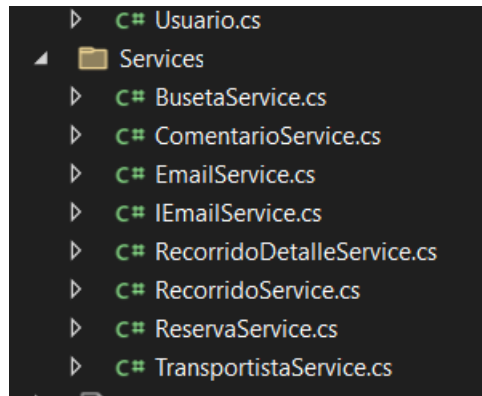 C# Usuario.cs
Services
C# BusetaService.cs
C# ComentarioService.cs
C# EmailService.cs
C# IEmailService.cs
C# RecorridoDetalleService.cs
C# RecorridoService.cs
C# ReservaService.cs
C# TransportistaService.cs